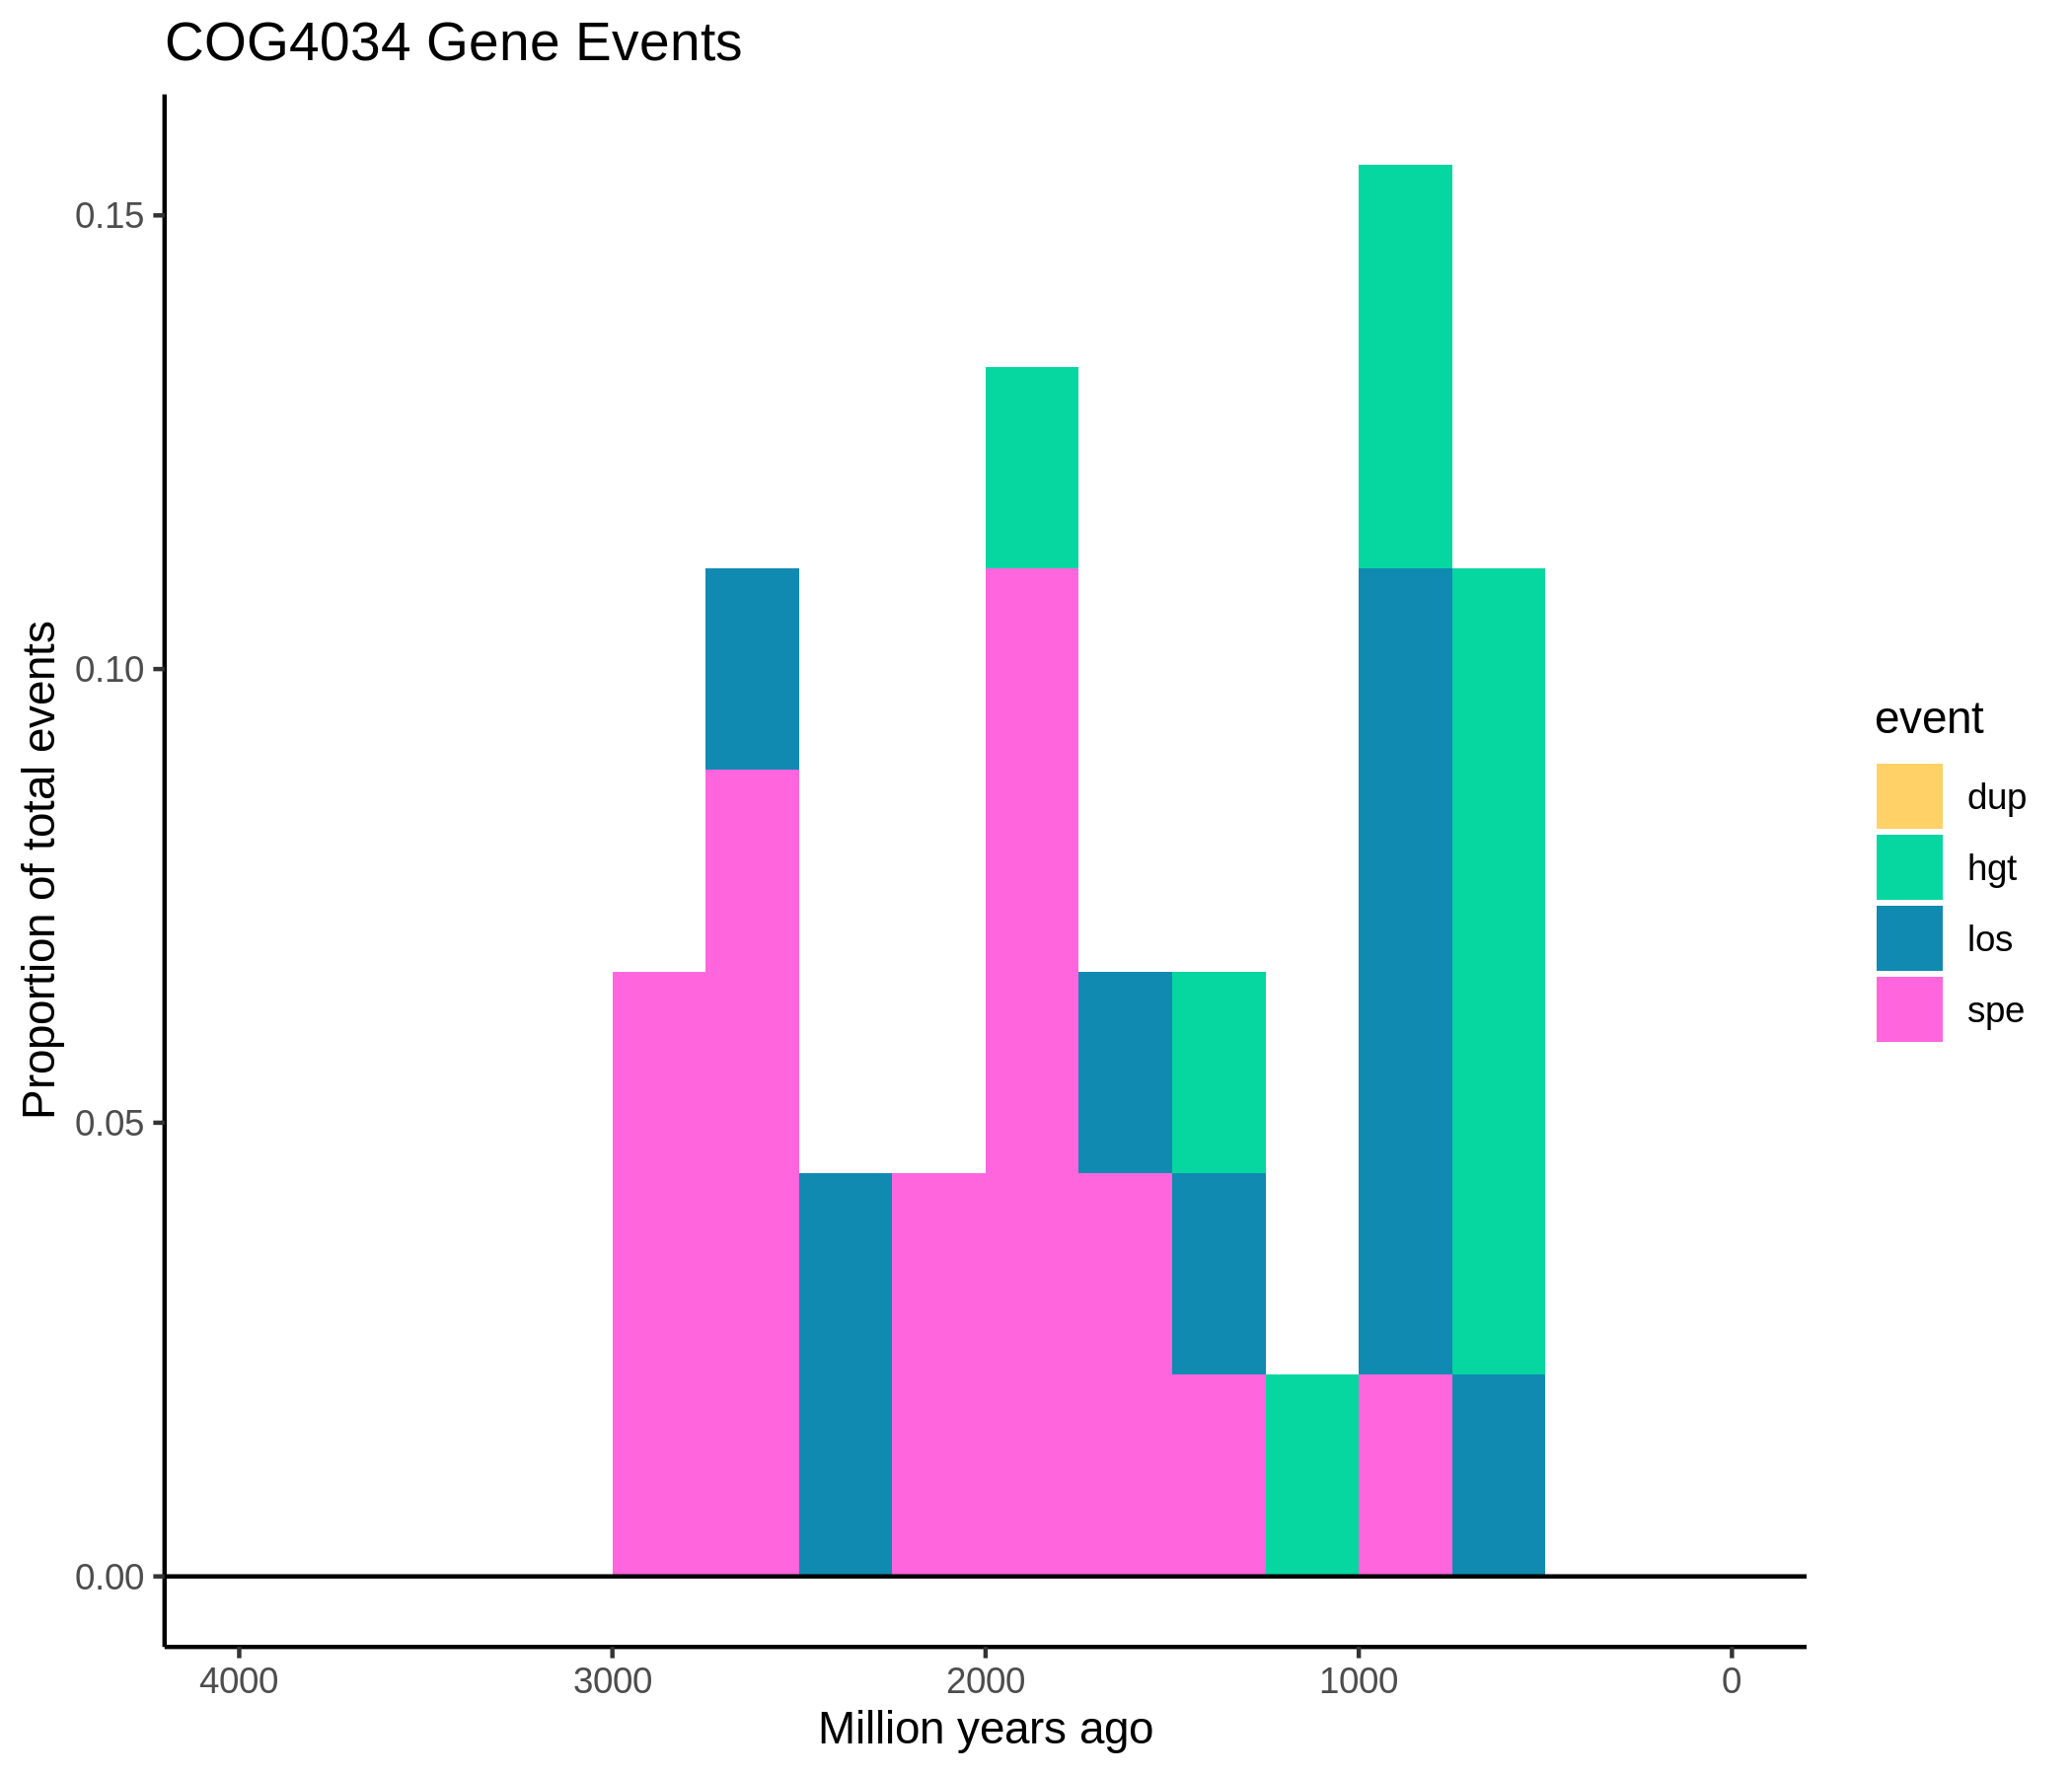 COG4034 Gene Events
Proportion of total events
0.15
0.10
0.05
0.00
4000 3000 2000 1000 0
Million years ago
event
dup
hgt
los
spe